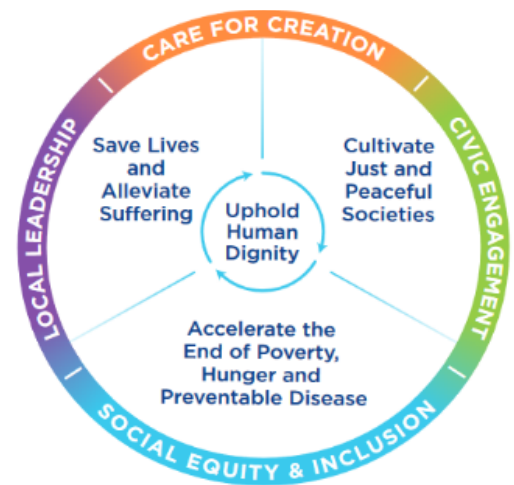 CARE FOR CREATION
CIVIC ENGAGEMENT
SOCIAL EQUITY & INCLUSION
LOCAL LEADERSHIP
Save Lives
and
Alleviate
Suffering
Cultivate
Just and
Peaceful
Societies
Uphold
Human
Dignity
Accelerate the
End of Poverty,
Hunger and
Preventable Disease